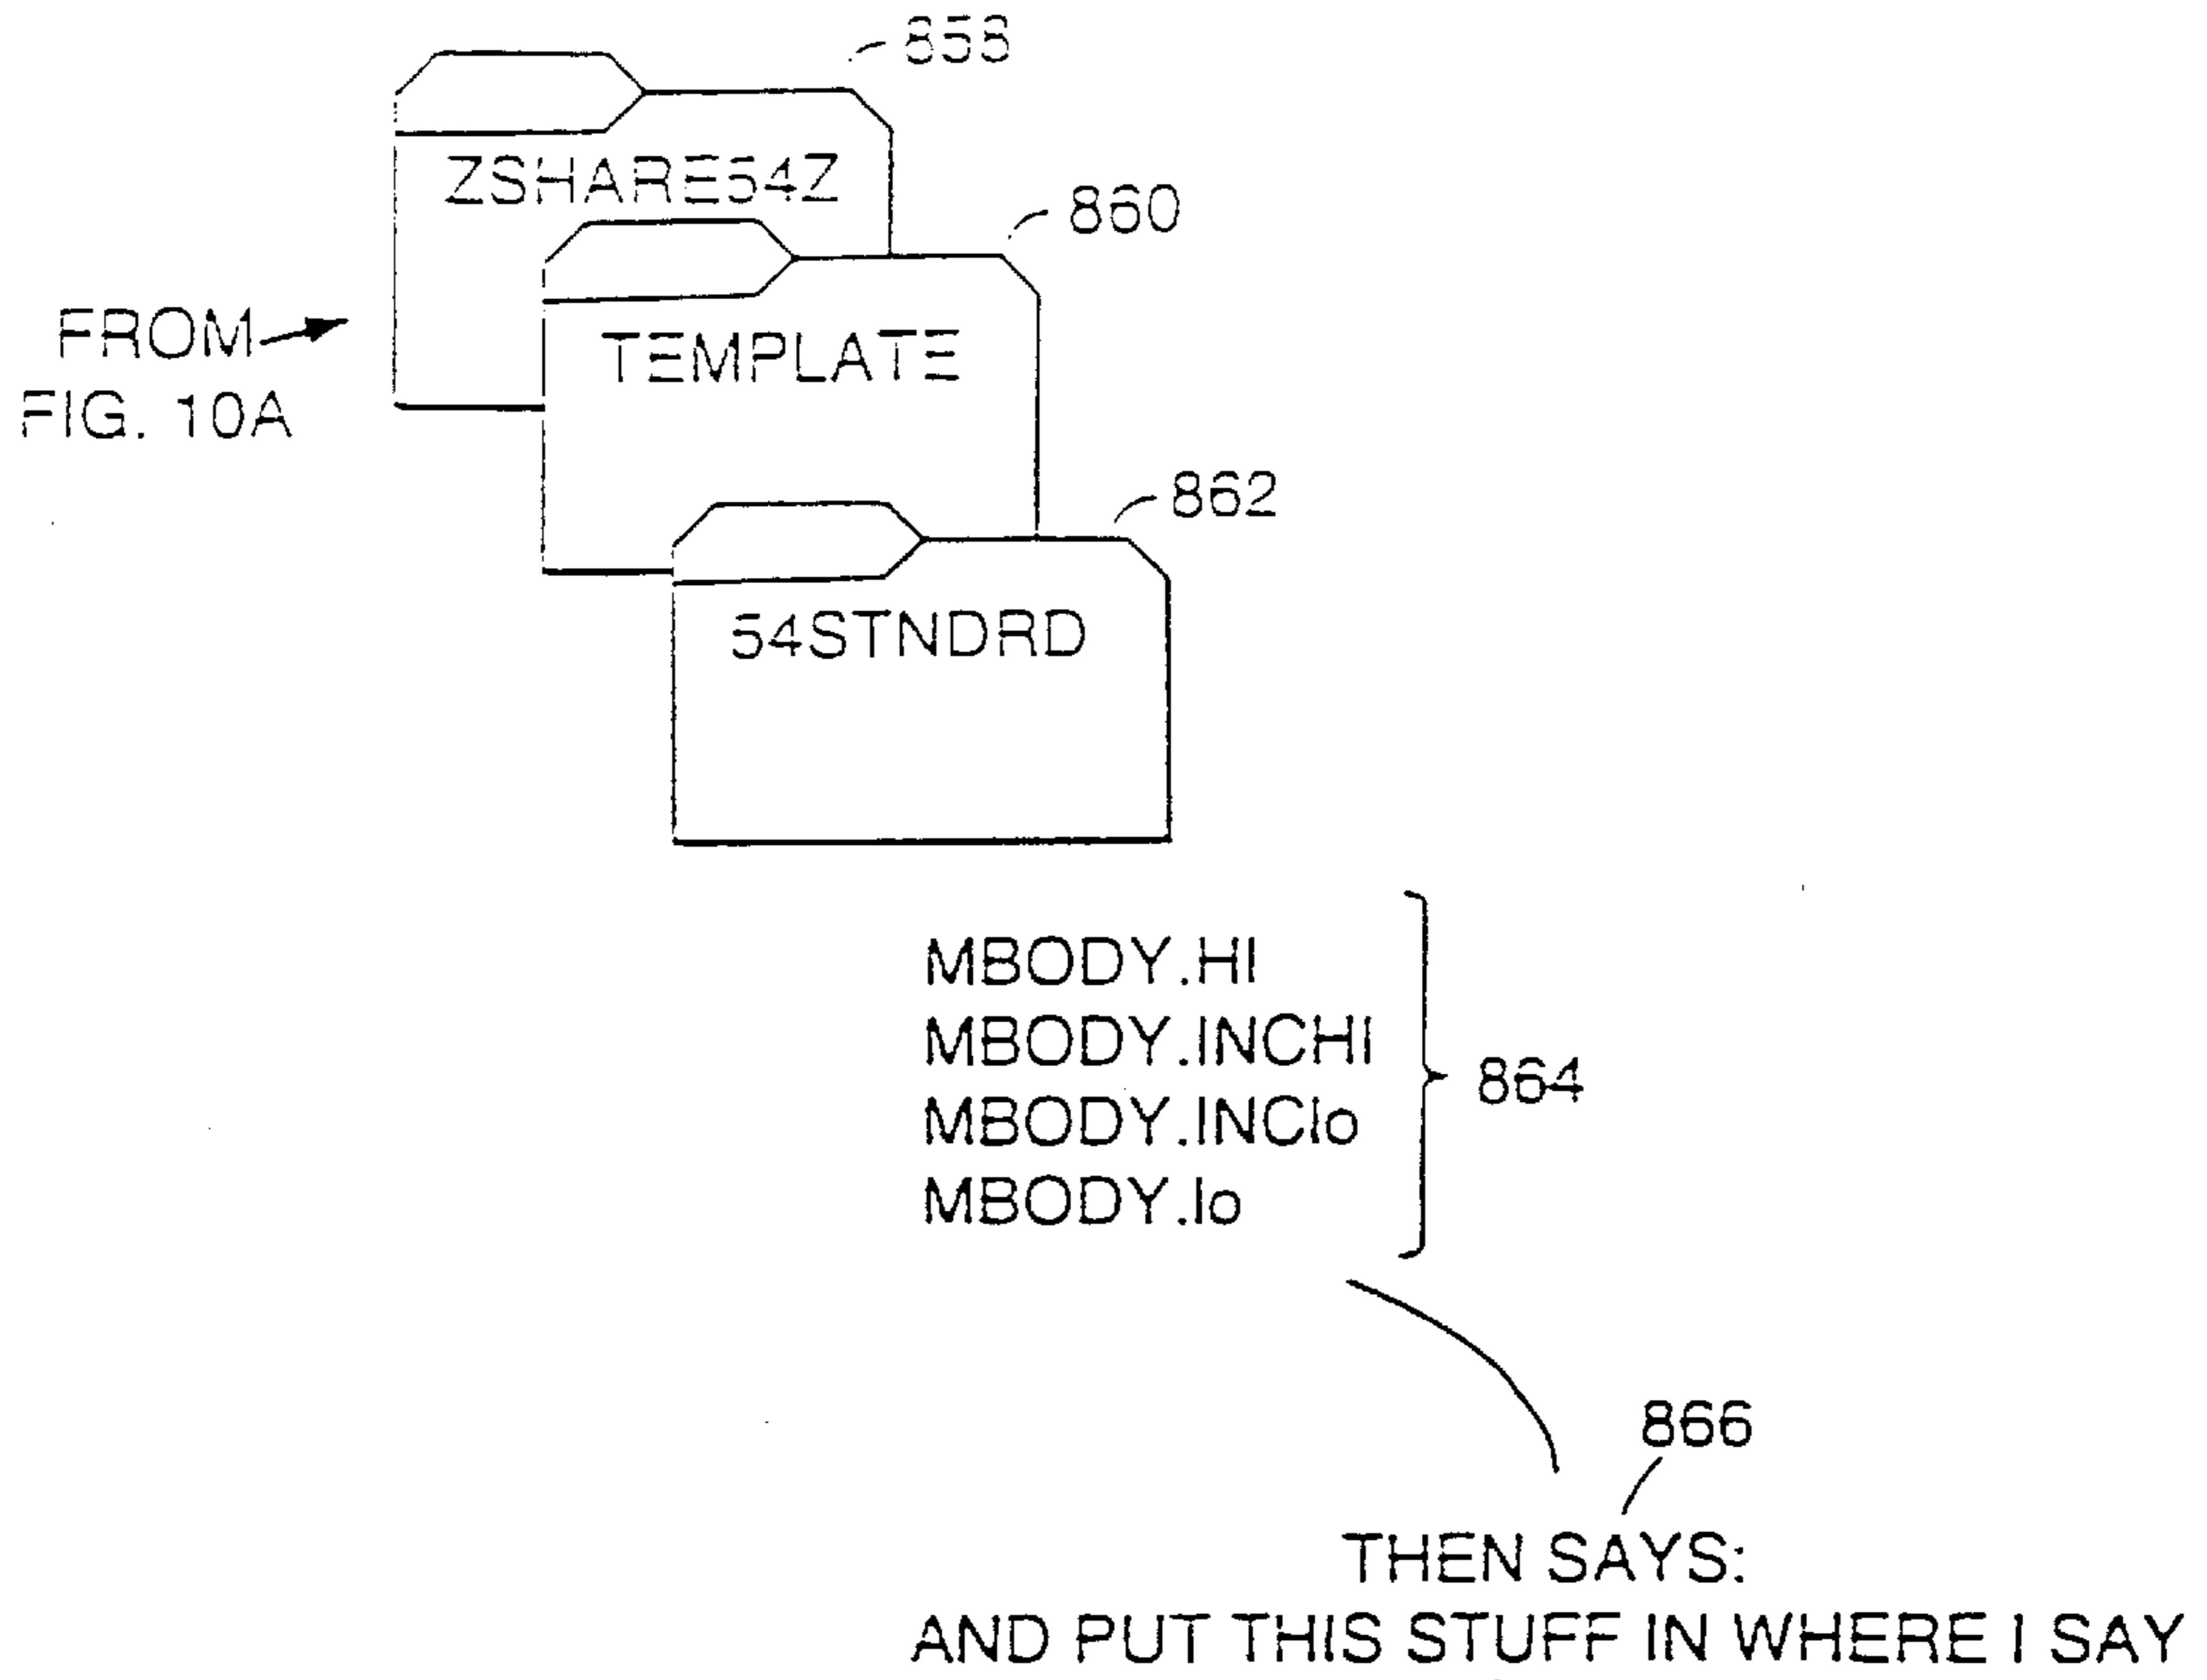 858
ZSHARE54Z
860
FROM
TEMPLATE
FIG. 10A
862
54STNDRD
MBODY.HI
MBODY.INCHI
864
MBODY.INClo
MBODY.lo
866
THEN SAYS:
AND PUT THIS STUFF IN WHERE I SAY